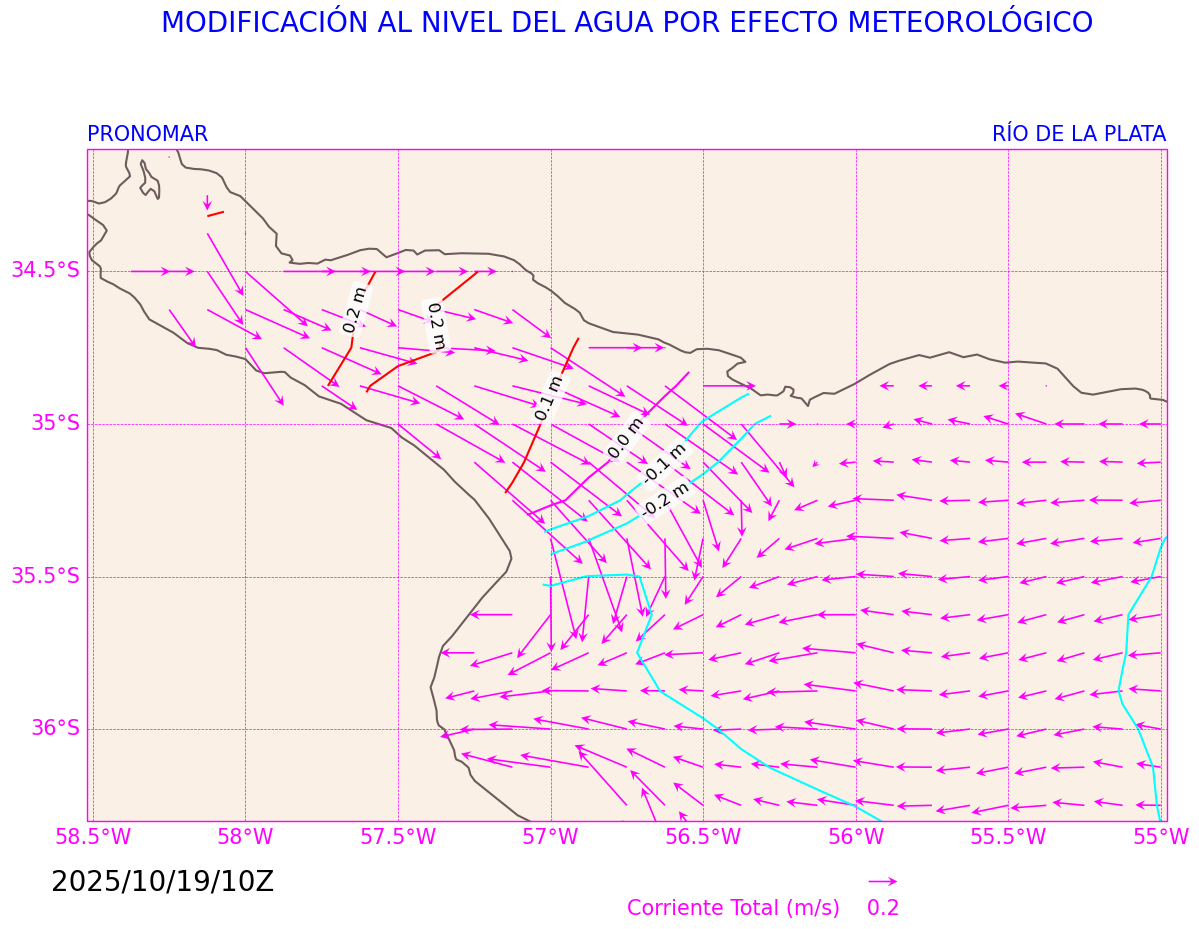 MODIFICACIÓN AL NIVEL DEL AGUA POR EFECTO METEOROLÓGICO
PRONOMAR
RÍO DE LA PLATA
34.5°S
35°S
35.5°S
36°S
0.2 m
0.2 m
0.1 m
0.0 m
-0.1 m
-0.2 m
58.5°W
58°W
57.5°W
57°W
56.5°W
56°W
55.5°W
55°W
2025/10/19/10Z
Corriente Total (m/s) 0.2